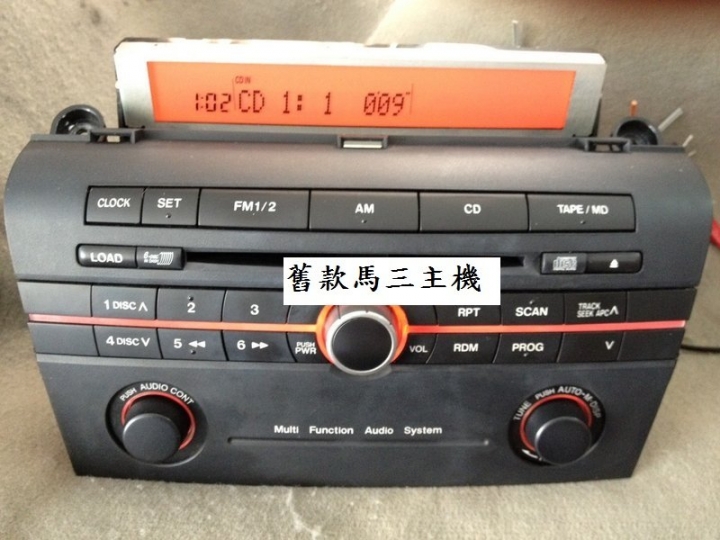 CD IN
1:02 CD 1: 1 009
CLOCK SET FM1/2 AM CD TAPE / MD
LOAD
舊款馬三主機
1 DISC ∧ 2 3 RPT SCAN TRACK SEEK APC ∧
4 DISC ∨ 5 ◀◀ 6 ▶▶ PUSH PWR VOL RDM PROG ∨
PUSH AUDIO CONT
TUNE PUSH AUTO-M·DISP
Multi Function Audio System